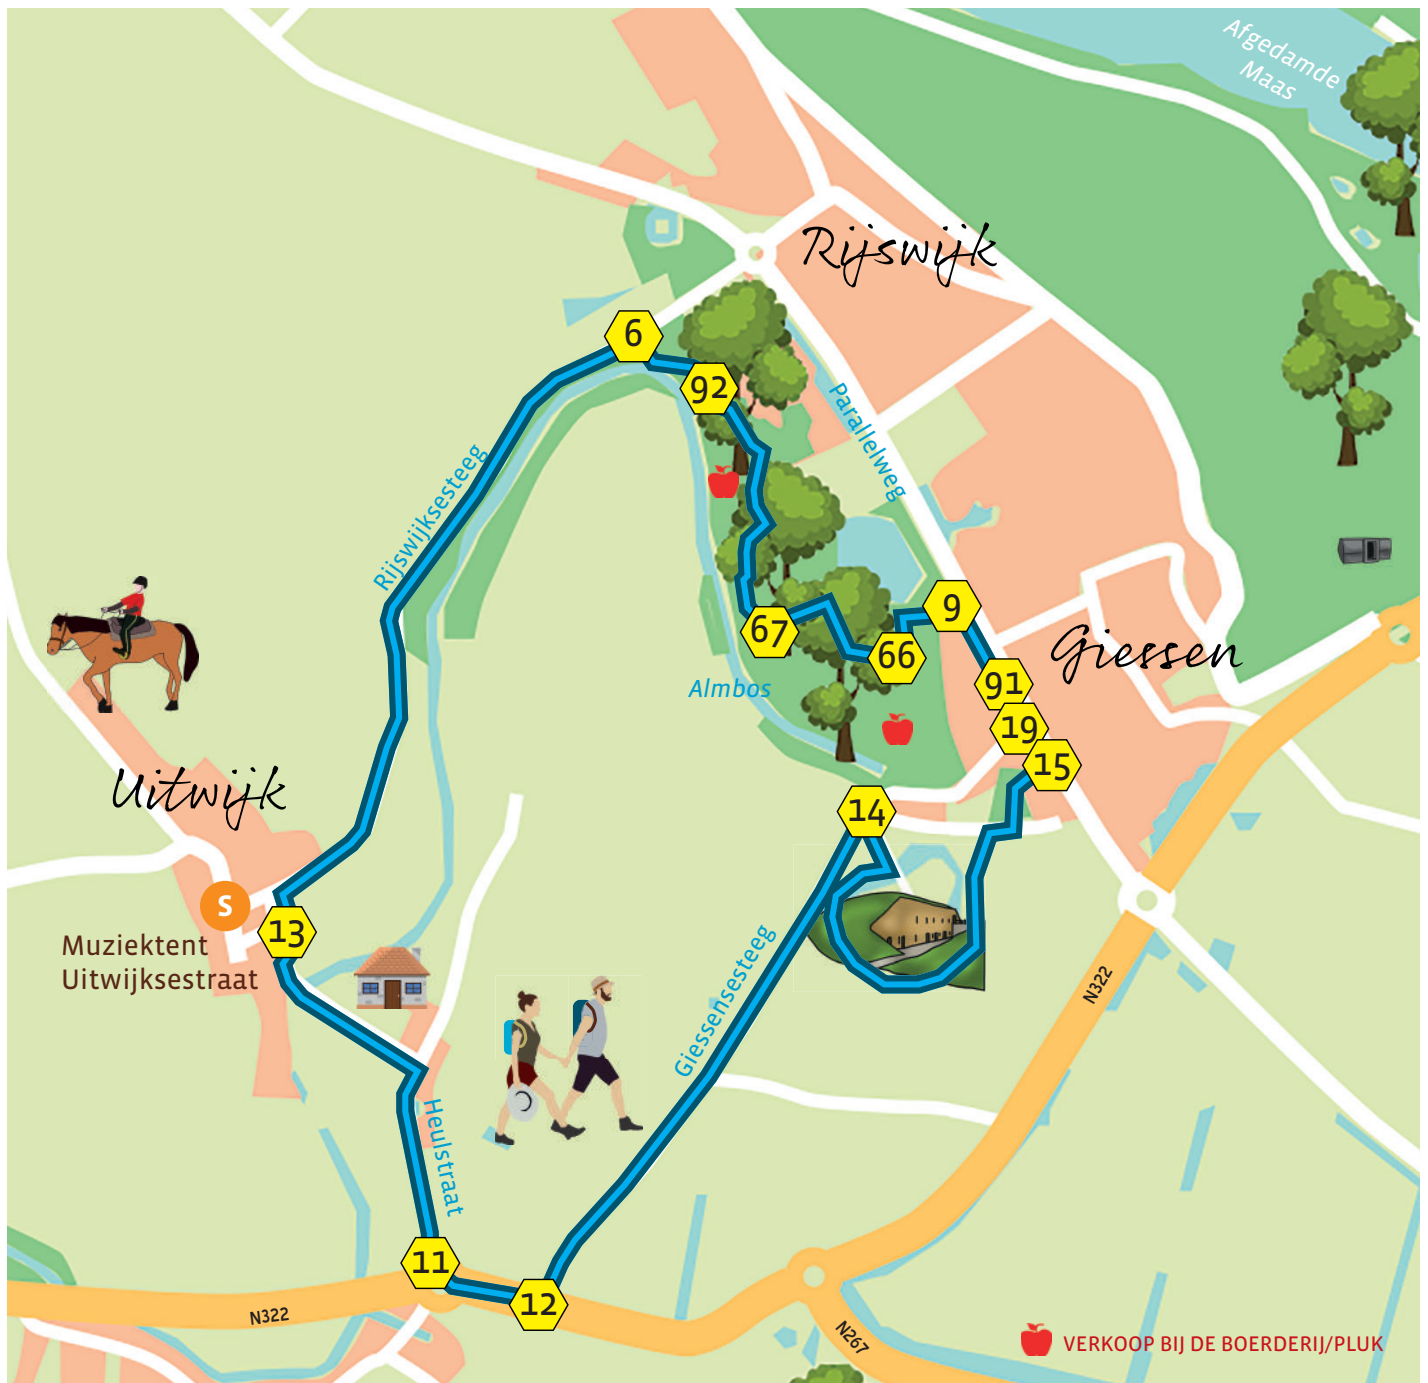 Afgedamde
Maas
Rijswijk
6
92
Parallelweg
Rijswijksesteeg
9
67
66
Giessen
91
Almbos
19
15
Uitwijk
14
S
13
Muziektent
Uitwijksestraat
Giessensesteeg
N322
Heulstraat
11
12
N322
N267
VERKOOP BIJ DE BOERDERIJ/PLUK